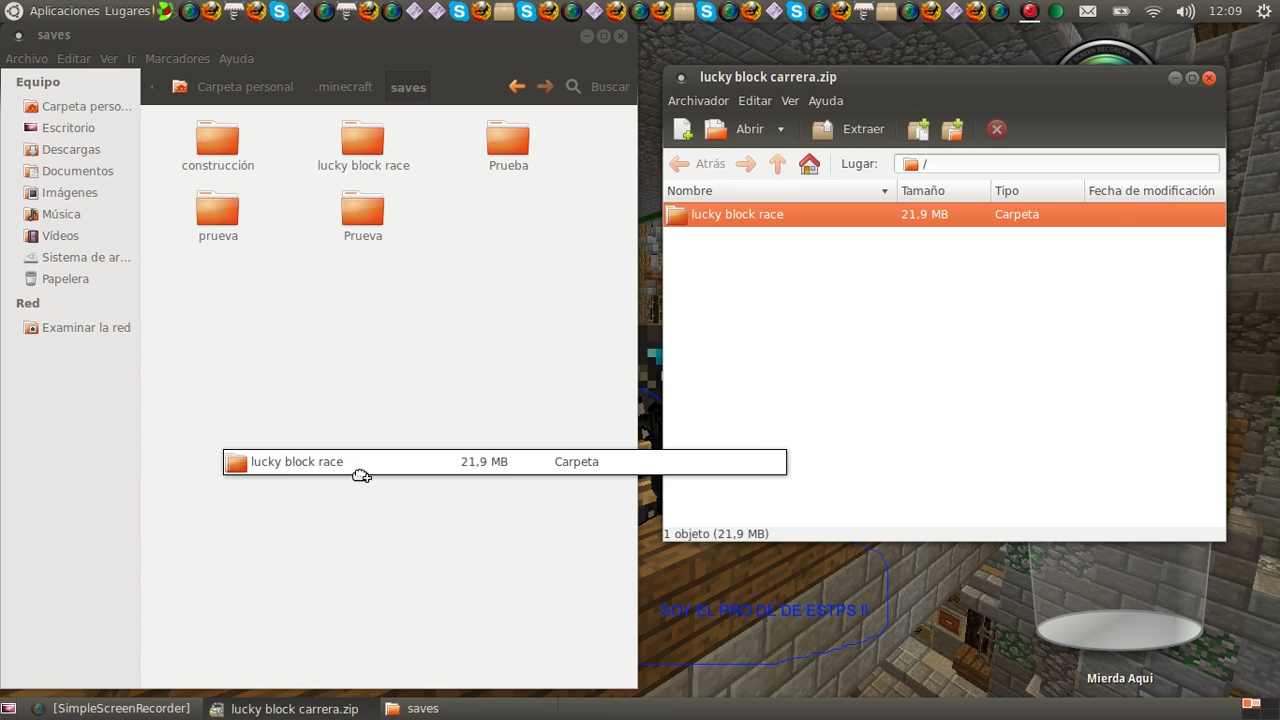 Aplicaciones Lugares
12:09
saves
Archivo Editar Ver Ir Marcadores Ayuda
Equipo
Carpeta perso...
Escritorio
Descargas
Documentos
Imágenes
Música
Vídeos
Sistema de ar...
Papelera
Red
Examinar la red
Carpeta personal .minecraft saves Buscar
construcción lucky block race Prueba
prueva Prueva
lucky block race 21,9 MB Carpeta
lucky block carrera.zip
Archivador Editar Ver Ayuda
Abrir Extraer
Atrás Lugar: /
Nombre Tamaño Tipo Fecha de modificación
lucky block race 21,9 MB Carpeta
1 objeto (21,9 MB)
SOY EL PRO DE DE ESTPS !!
Mierda Aqui
[SimpleScreenRecorder] lucky block carrera.zip saves